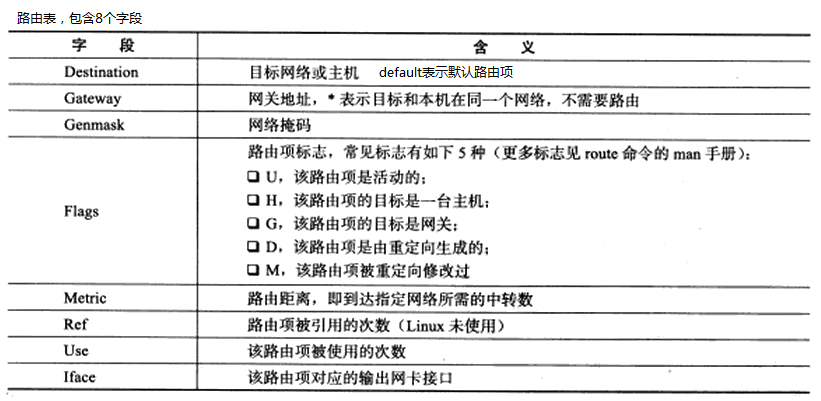 路由表，包含8个字段
字 段 含 义
Destination 目标网络或主机 default表示默认路由项
Gateway 网关地址，* 表示目标和本机在同一个网络，不需要路由
Genmask 网络掩码
路由项标志，常见标志有如下 5 种（更多标志见 route 命令的 man 手册）：
❑ U，该路由项是活动的；
❑ H，该路由项的目标是一台主机；
Flags ❑ G，该路由项的目标是网关；
❑ D，该路由项是由重定向生成的；
❑ M，该路由项被重定向修改过
Metric 路由距离，即到达指定网络所需的中转数
Ref 路由项被引用的次数（Linux 未使用）
Use 该路由项被使用的次数
Iface 该路由项对应的输出网卡接口